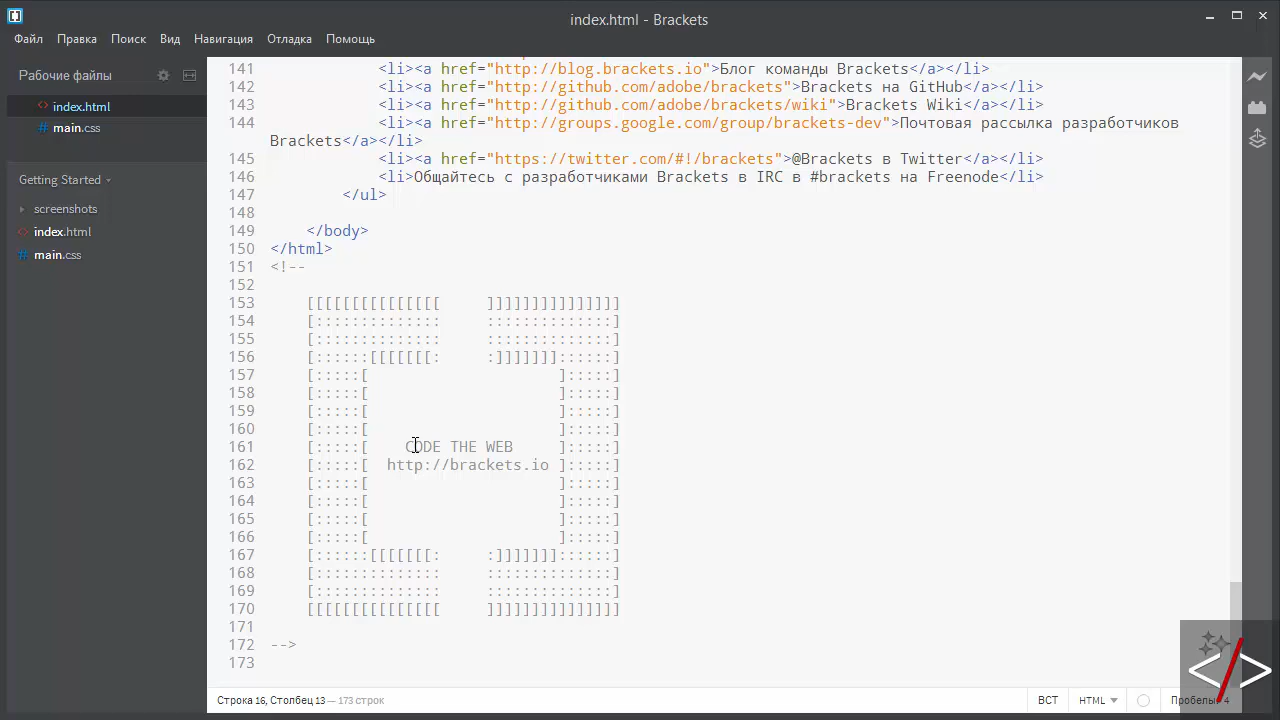 index.html - Brackets
Файл Правка Поиск Вид Навигация Отладка Помощь
Рабочие файлы
index.html
main.css
Getting Started
screenshots
index.html
main.css
141 <li><a href="http://blog.brackets.io">Блог команды Brackets</a></li>
142 <li><a href="http://github.com/adobe/brackets">Brackets на GitHub</a></li>
143 <li><a href="http://github.com/adobe/brackets/wiki">Brackets Wiki</a></li>
144 <li><a href="http://groups.google.com/group/brackets-dev">Почтовая рассылка разработчиков
Brackets</a></li>
145 <li><a href="https://twitter.com/#!/brackets">@Brackets в Twitter</a></li>
146 <li>Общайтесь с разработчиками Brackets в IRC в #brackets на Freenode</li>
147 </ul>
148
149 </body>
150 </html>
151 <!--
152
153 [[[[[[[[[[[[[[[     ]]]]]]]]]]]]]]]
154 [::::::::::::::     ::::::::::::::]
155 [::::::::::::::     ::::::::::::::]
156 [::::::[[[[[[[:     :]]]]]]]::::::]
157 [:::::[                     ]:::::]
158 [:::::[                     ]:::::]
159 [:::::[                     ]:::::]
160 [:::::[                     ]:::::]
161 [:::::[    CODE THE WEB     ]:::::]
162 [:::::[  http://brackets.io ]:::::]
163 [:::::[                     ]:::::]
164 [:::::[                     ]:::::]
165 [:::::[                     ]:::::]
166 [:::::[                     ]:::::]
167 [::::::[[[[[[[:     :]]]]]]]::::::]
168 [::::::::::::::     ::::::::::::::]
169 [::::::::::::::     ::::::::::::::]
170 [[[[[[[[[[[[[[[     ]]]]]]]]]]]]]]]
171
172 -->
173
Строка 16, Столбец 13 — 173 строк ВСТ HTML Пробелы: 4